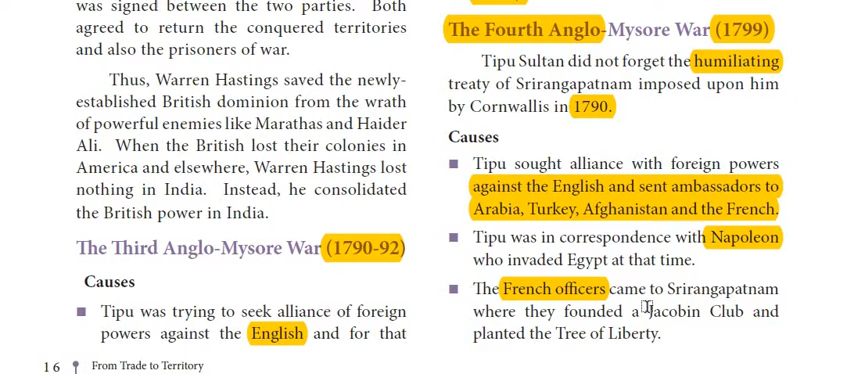 was signed between the two parties. Both
agreed to return the conquered territories
and also the prisoners of war.
Thus, Warren Hastings saved the newly-
established British dominion from the wrath
of powerful enemies like Marathas and Haider
Ali. When the British lost their colonies in
America and elsewhere, Warren Hastings lost
nothing in India. Instead, he consolidated
the British power in India.
The Third Anglo-Mysore War (1790-92)
Causes
■ Tipu was trying to seek alliance of foreign
powers against the English and for that
16 From Trade to Territory
The Fourth Anglo-Mysore War (1799)
Tipu Sultan did not forget the humiliating
treaty of Srirangapatnam imposed upon him
by Cornwallis in 1790.
Causes
■ Tipu sought alliance with foreign powers
against the English and sent ambassadors to
Arabia, Turkey, Afghanistan and the French.
■ Tipu was in correspondence with Napoleon
who invaded Egypt at that time.
■ The French officers came to Srirangapatnam
where they founded a Jacobin Club and
planted the Tree of Liberty.